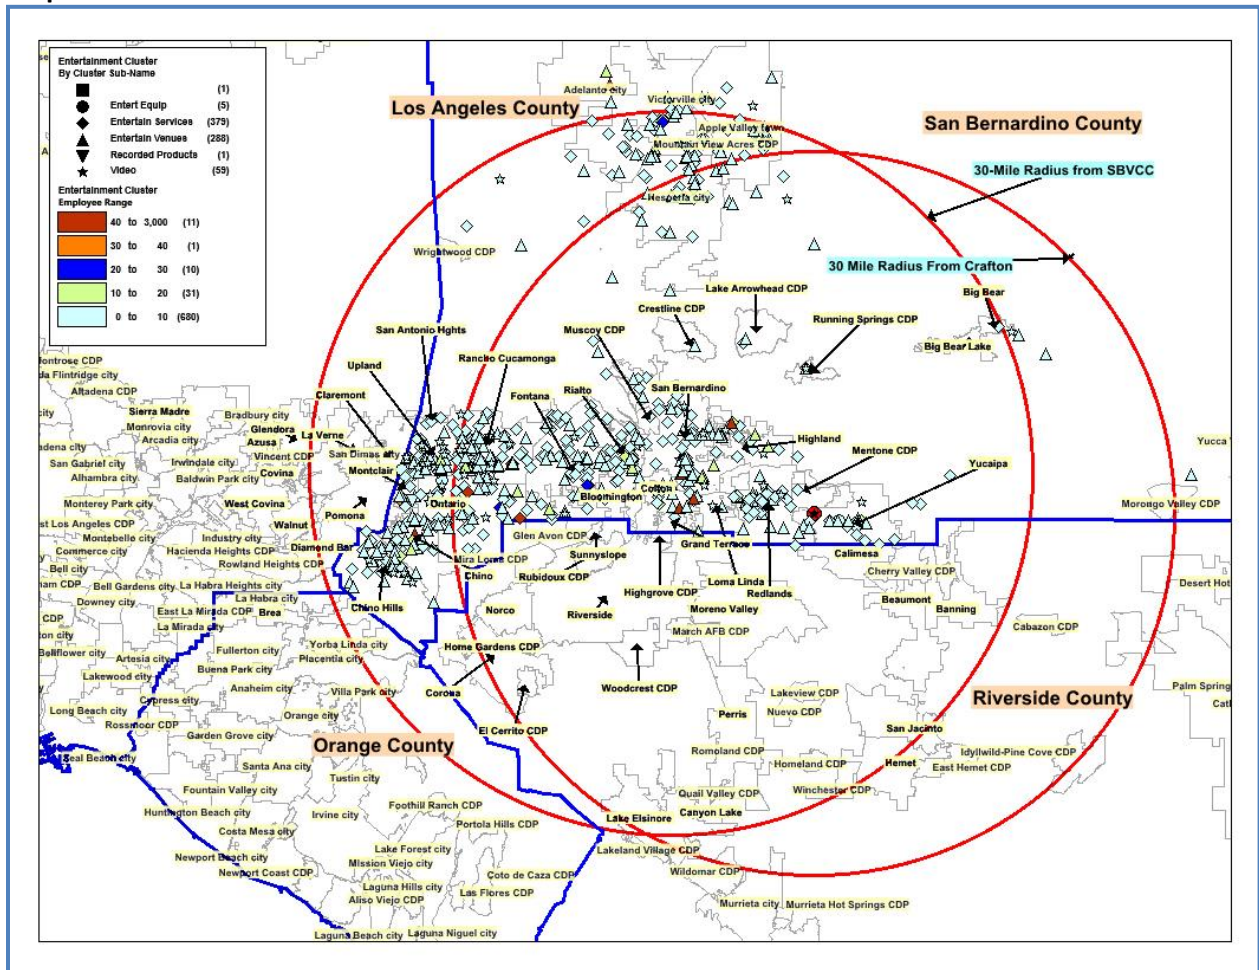 Entertainment Cluster
By Cluster Sub-Name
(1)
Entert Equip (5)
Entertain Services (379)
Entertain Venues (288)
Recorded Products (1)
Video (59)
Entertainment Cluster
Employee Range
40 to 3,000 (11)
30 to 40 (1)
20 to 30 (10)
10 to 20 (31)
0 to 10 (680)
Los Angeles County
San Bernardino County
30-Mile Radius from SBVCC
30 Mile Radius From Crafton
Adelanto city
Victorville city
Apple Valley town
Mountain View Acres CDP
Hesperia city
Wrightwood CDP
Lake Arrowhead CDP
Crestline CDP
Big Bear
Running Springs CDP
Big Bear Lake
San Antonio Hghts
Muscoy CDP
Rancho Cucamonga
Upland
Claremont
Fontana
Rialto
San Bernardino
Highland
Mentone CDP
Yucaipa
Yucca
Montrose CDP
da Flintridge city
Altadena CDP
city
Sierra Madre
Bradbury city
Monrovia city
Glendora
La Verne
Arcadia city
Azusa
adena city
Vincent CDP
San Dimas city
San Gabriel city
Irwindale city
Covina
Montclair
Alhambra city
Baldwin Park city
Monterey Park city
West Covina
Ontario
Bloomington
Colton
Morongo Valley CDP
st Los Angeles CDP
Walnut
Pomona
Montebello city
Industry city
Commerce city
Hacienda Heights CDP
Diamond Bar
Glen Avon CDP
Grand Terrace
Calimesa
Bell city
Rowland Heights CDP
Mira Loma CDP
Sunnyslope
Cherry Valley CDP
am CDP
Bell Gardens city
La Habra Heights city
Chino
Rubidoux CDP
Loma Linda
Redlands
Desert Hot
Downey city
La Habra city
Highgrove CDP
Beaumont
CDP
East La Mirada CDP
Brea
Chino Hills
Norco
Riverside
Moreno Valley
Banning
ton city
La Mirada city
March AFB CDP
Cabazon CDP
Bellflower city
Artesia city
Fullerton city
Yorba Linda city
Home Gardens CDP
Placentia city
Lakewood city
Buena Park city
Anaheim city
Villa Park city
Corona
Woodcrest CDP
Lakeview CDP
Riverside County
Palm Spring
Cypress city
Long Beach city
Orange city
Perris
Nuevo CDP
Rossmoor CDP
Garden Grove city
El Cerrito CDP
San Jacinto
Orange County
Romoland CDP
Idyllwild-Pine Cove CDP
Seal Beach city
Santa Ana city
Homeland CDP
Hemet
East Hemet CDP
Tustin city
Fountain Valley city
Quail Valley CDP
Winchester CDP
Huntington Beach city
Irvine city
Foothill Ranch CDP
Canyon Lake
Lake Elsinore
Costa Mesa city
Portola Hills CDP
Newport Beach city
Lake Forest city
Lakeland Village CDP
Mission Viejo city
Newport Coast CDP
Coto de Caza CDP
Wildomar CDP
Laguna Hills city
Las Flores CDP
Aliso Viejo CDP
Murrieta city
Murrieta Hot Springs CDP
Laguna Beach city
Laguna Niguel city